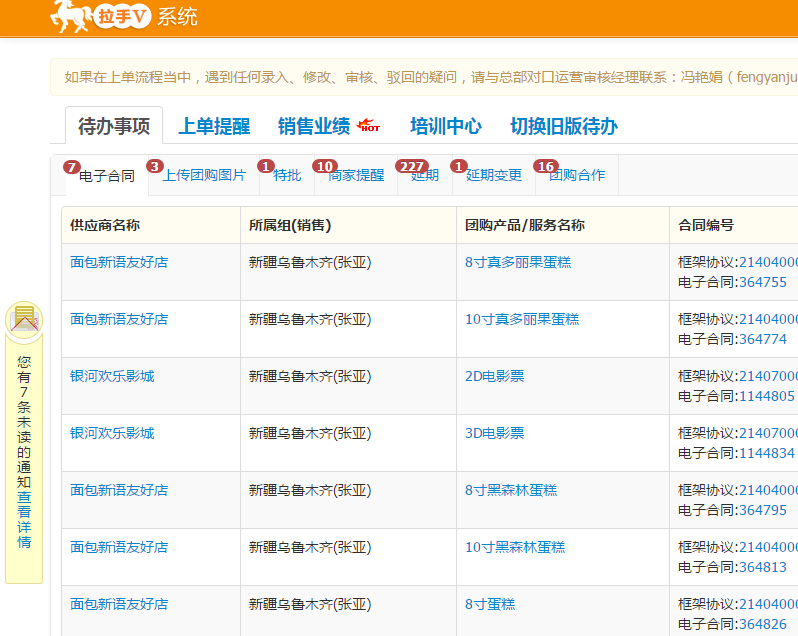 拉手V 系统
如果在上单流程当中，遇到任何录入、修改、审核、驳回的疑问，请与总部对口运营审核经理联系：冯艳娟（fengyanju
待办事项 上单提醒 销售业绩 HOT 培训中心 切换旧版待办
7 电子合同 3 上传团购图片 1 特批 10 商家提醒 227 延期 1 延期变更 16 团购合作
供应商名称 所属组(销售) 团购产品/服务名称 合同编号
面包新语友好店 新疆乌鲁木齐(张亚) 8寸真多丽果蛋糕 框架协议:21404000
电子合同:364755
面包新语友好店 新疆乌鲁木齐(张亚) 10寸真多丽果蛋糕 框架协议:21404000
电子合同:364774
银河欢乐影城 新疆乌鲁木齐(张亚) 2D电影票 框架协议:21407000
电子合同:1144805
银河欢乐影城 新疆乌鲁木齐(张亚) 3D电影票 框架协议:21407000
电子合同:1144834
面包新语友好店 新疆乌鲁木齐(张亚) 8寸黑森林蛋糕 框架协议:21404000
电子合同:364795
面包新语友好店 新疆乌鲁木齐(张亚) 10寸黑森林蛋糕 框架协议:21404000
电子合同:364813
面包新语友好店 新疆乌鲁木齐(张亚) 8寸蛋糕 框架协议:21404000
电子合同:364826
您有7条未读的通知查看详情